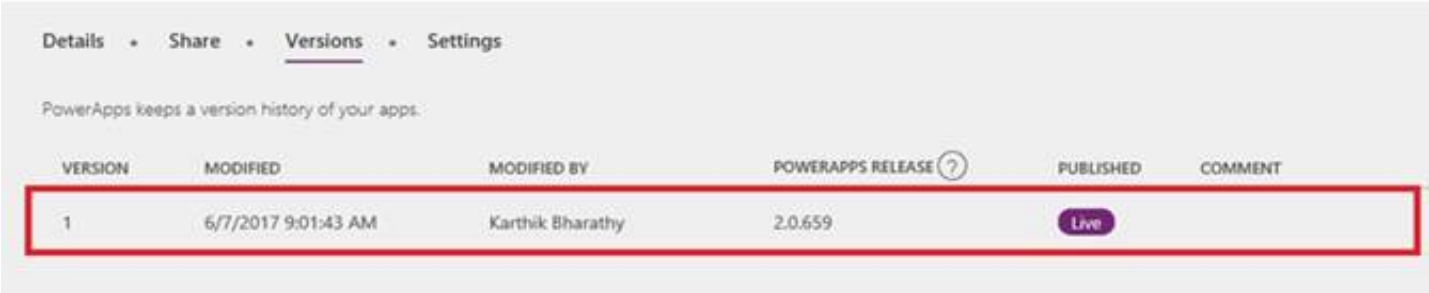 Details • Share • Versions • Settings
PowerApps keeps a version history of your apps.
VERSION MODIFIED MODIFIED BY POWERAPPS RELEASE ? PUBLISHED COMMENT
1 6/7/2017 9:01:43 AM Karthik Bharathy 2.0.659 Live